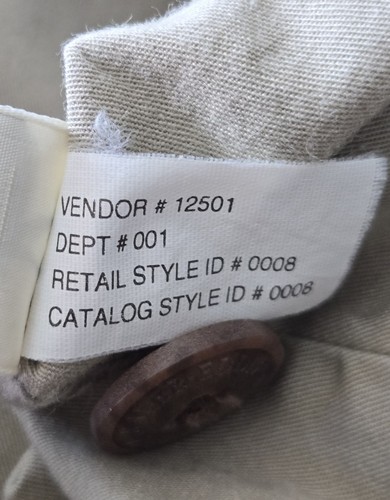 VENDOR # 12501
DEPT # 001
RETAIL STYLE ID # 0008
CATALOG STYLE ID # 0008